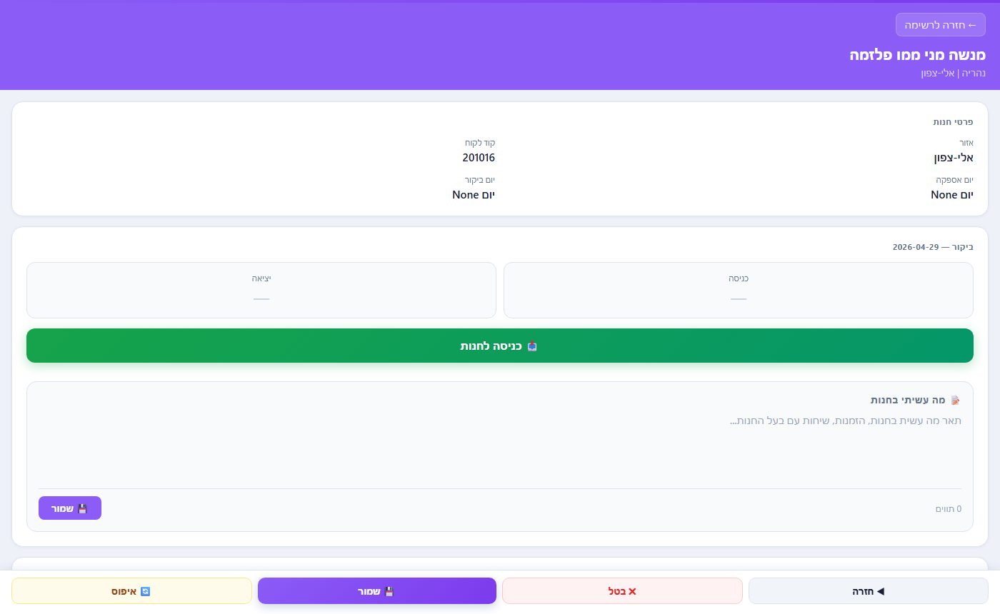 ← חזרה לרשימה
מנשה מני ממו פלזמה
נהריה | אלי-צפון
פרטי חנות
אזור
אלי-צפון
קוד לקוח
201016
יום אספקה
יום None
יום ביקור
יום None
ביקור — 2026-04-29
כניסה
—
יציאה
—
📥 כניסה לחנות
📝 מה עשיתי בחנות
תאר מה עשית בחנות, הזמנות, שיחות עם בעל החנות...
0 תווים
💾 שמור
◀ חזרה
❌ בטל
💾 שמור
🔄 איפוס